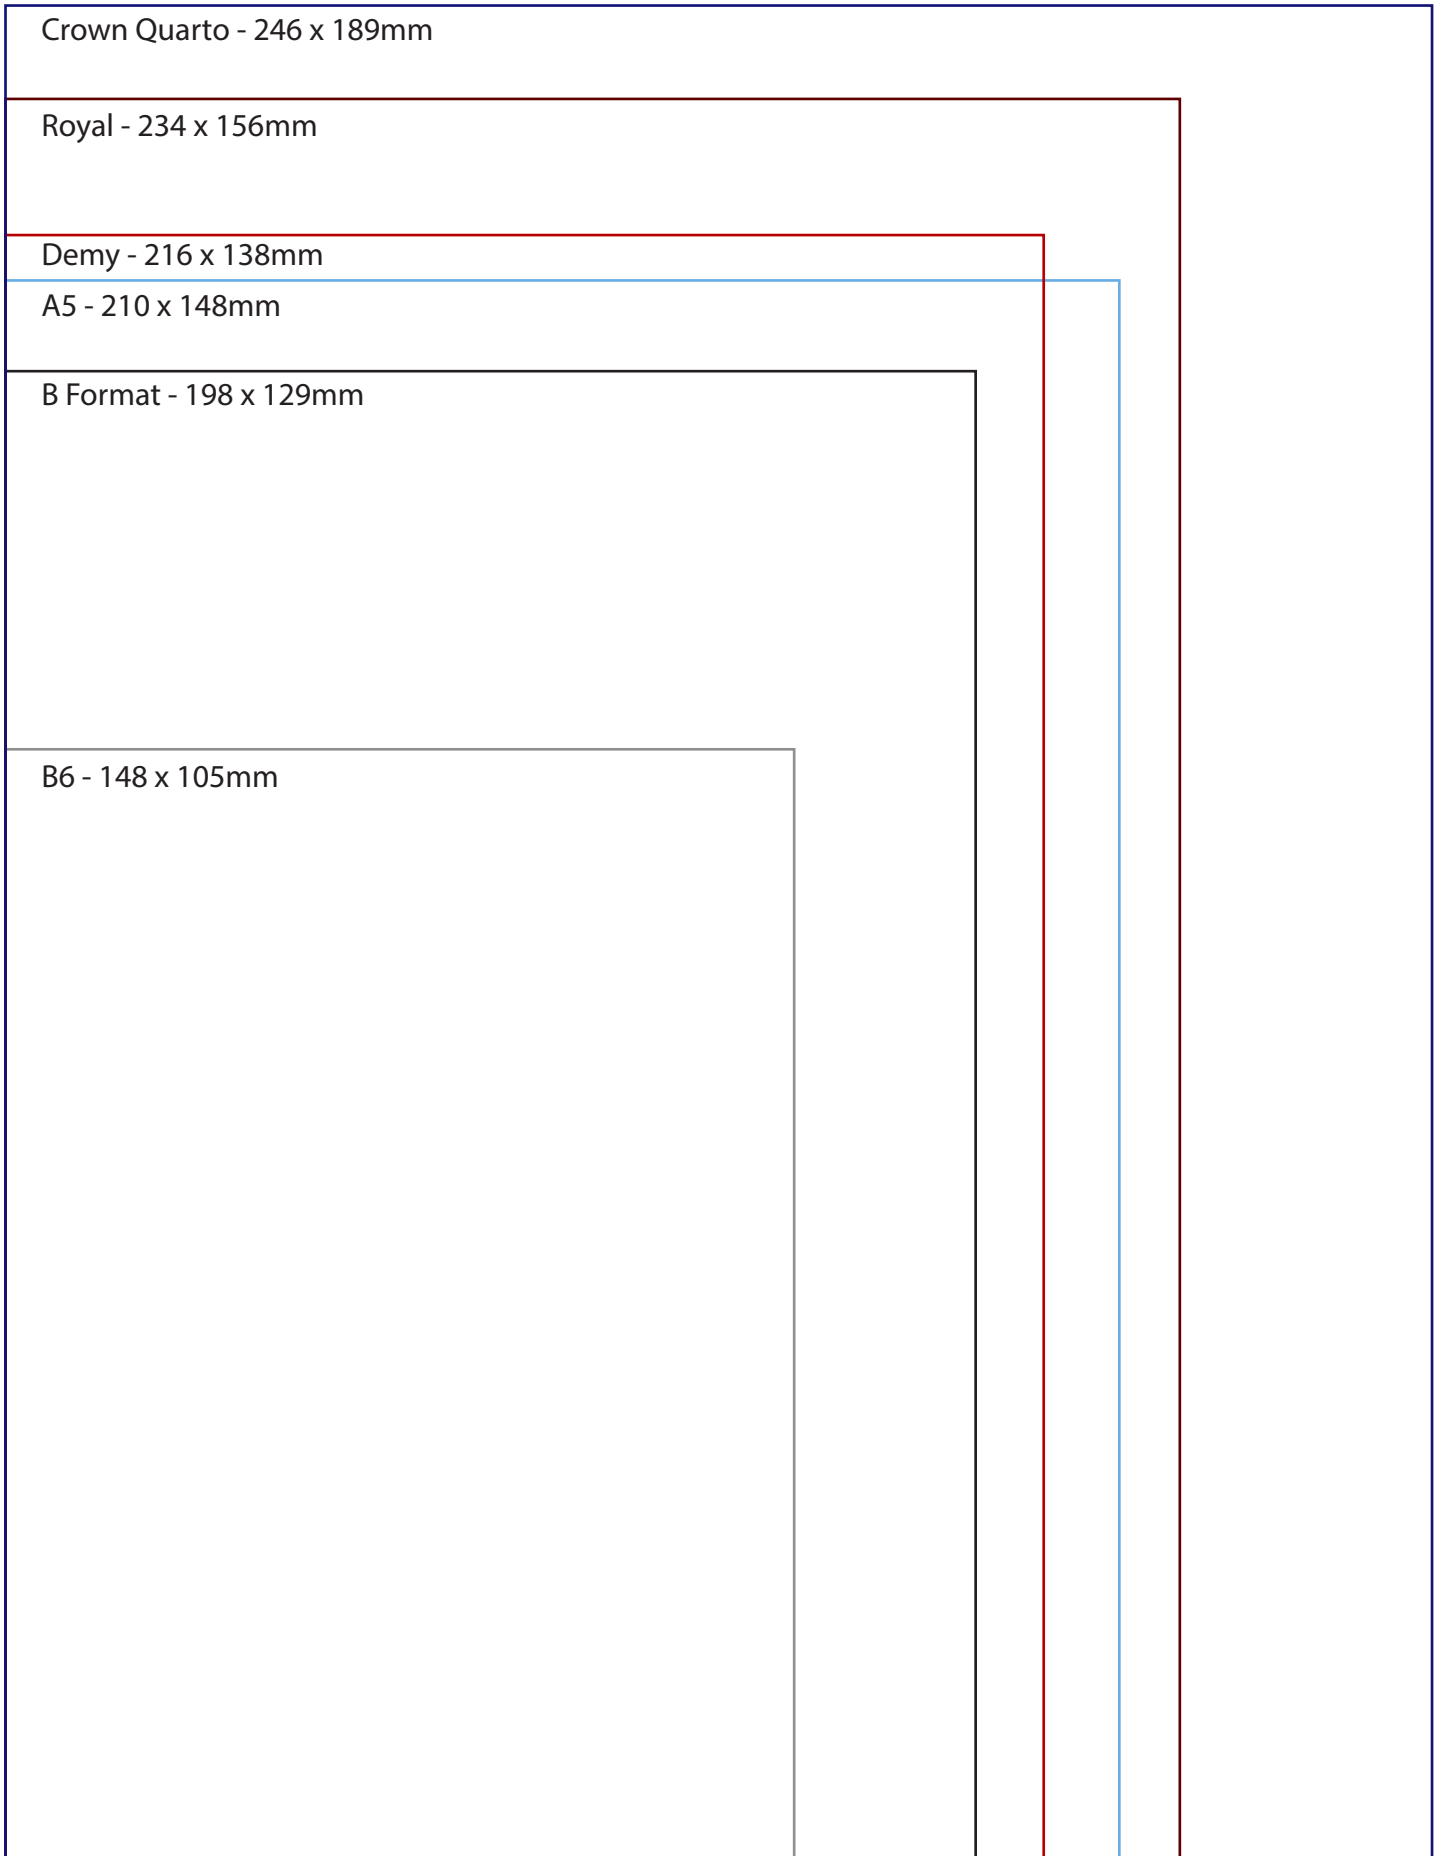 Crown Quarto - 246 x 189mm
Royal - 234 x 156mm
Demy - 216 x 138mm
A5 - 210 x 148mm
B Format - 198 x 129mm
B6 - 148 x 105mm